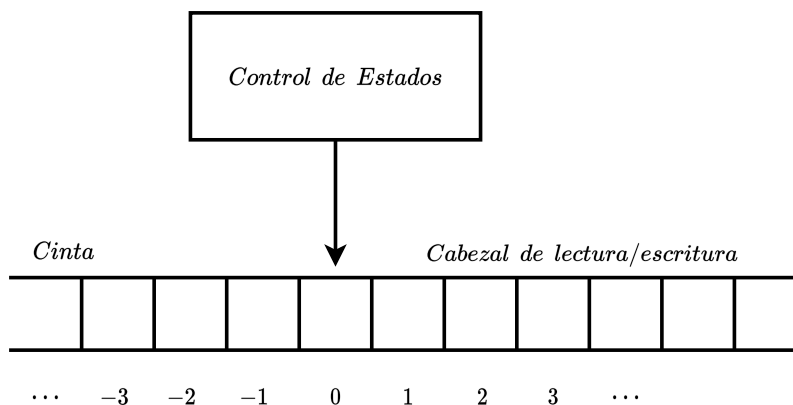 Control de Estados
Cinta
Cabezal de lectura/escritura
⋯ −3 −2 −1 0 1 2 3 ⋯